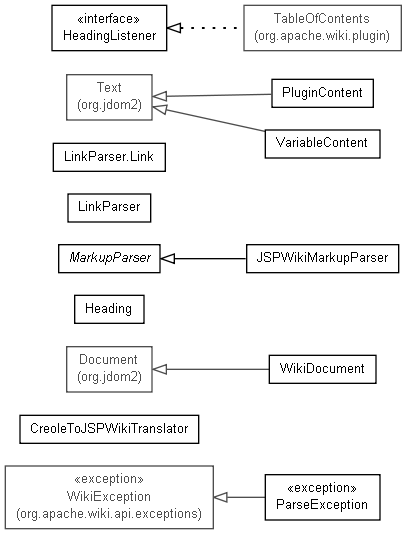 «interface»
HeadingListener
TableOfContents
(org.apache.wiki.plugin)
Text
(org.jdom2)
PluginContent
VariableContent
LinkParser.Link
LinkParser
MarkupParser
JSPWikiMarkupParser
Heading
Document
(org.jdom2)
WikiDocument
CreoleToJSPWikiTranslator
«exception»
WikiException
(org.apache.wiki.api.exceptions)
«exception»
ParseException